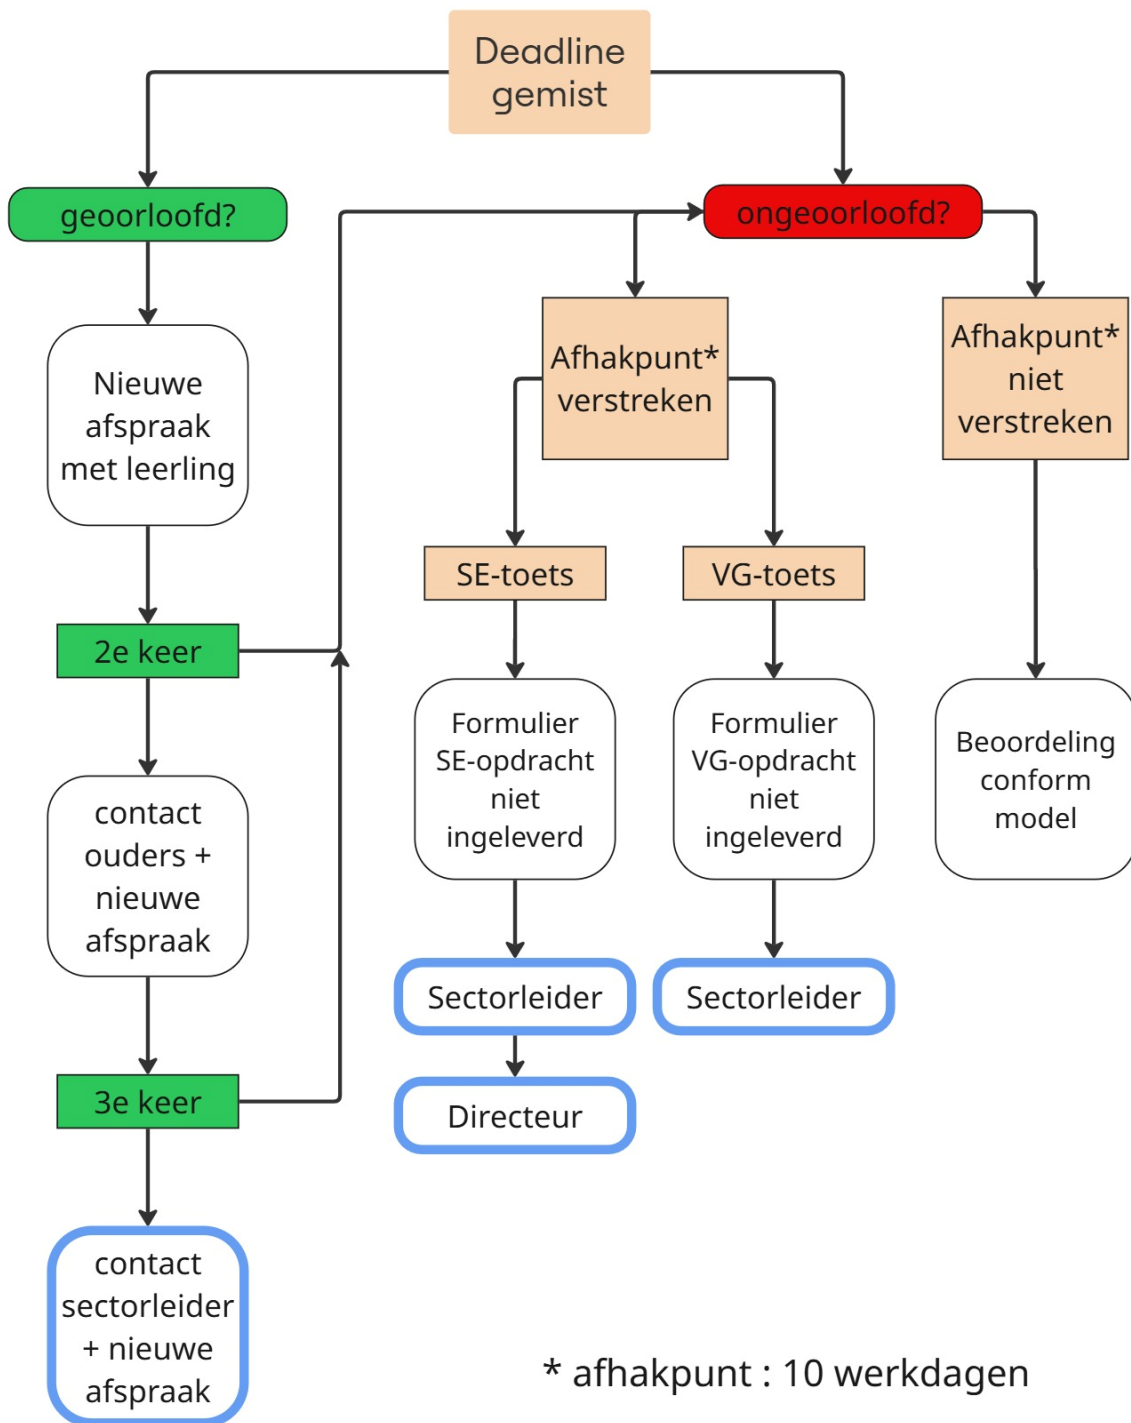 Deadline
gemist
geoorloofd?
ongeoorloofd?
Nieuwe
afspraak
met leerling
Afhakpunt*
verstreken
Afhakpunt*
niet
verstreken
SE-toets
VG-toets
2e keer
Formulier
SE-opdracht
niet
ingeleverd
Formulier
VG-opdracht
niet
ingeleverd
Beoordeling
conform
model
contact
ouders +
nieuwe
afspraak
Sectorleider
Sectorleider
3e keer
Directeur
contact
sectorleider
+ nieuwe
afspraak
* afhakpunt : 10 werkdagen